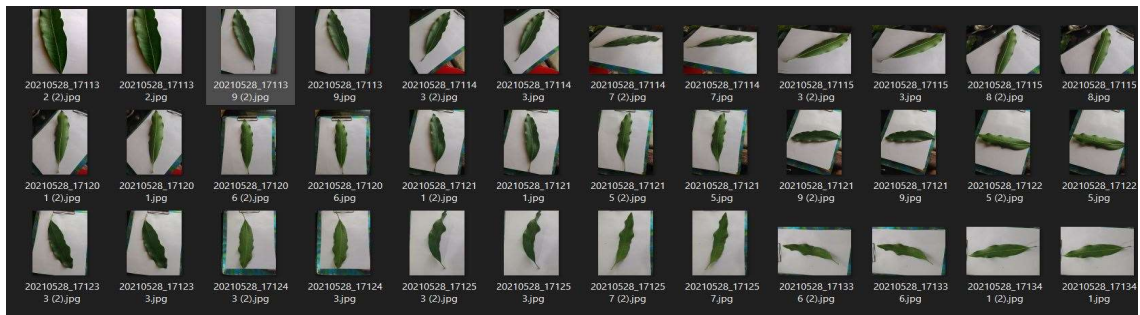 20210528_17113 20210528_17113 20210528_17113 20210528_17113 20210528_17114 20210528_17114 20210528_17114 20210528_17114 20210528_17115 20210528_17115 20210528_17115 20210528_17115
2 (2).jpg 2.jpg 9 (2).jpg 9.jpg 3 (2).jpg 3.jpg 7 (2).jpg 7.jpg 3 (2).jpg 3.jpg 8 (2).jpg 8.jpg
20210528_17120 20210528_17120 20210528_17120 20210528_17120 20210528_17121 20210528_17121 20210528_17121 20210528_17121 20210528_17121 20210528_17121 20210528_17122 20210528_17122
1 (2).jpg 1.jpg 6 (2).jpg 6.jpg 1 (2).jpg 1.jpg 5 (2).jpg 5.jpg 9 (2).jpg 9.jpg 5 (2).jpg 5.jpg
20210528_17123 20210528_17123 20210528_17124 20210528_17124 20210528_17125 20210528_17125 20210528_17125 20210528_17125 20210528_17133 20210528_17133 20210528_17134 20210528_17134
3 (2).jpg 3.jpg 3 (2).jpg 3.jpg 3 (2).jpg 3.jpg 7 (2).jpg 7.jpg 6 (2).jpg 6.jpg 1 (2).jpg 1.jpg